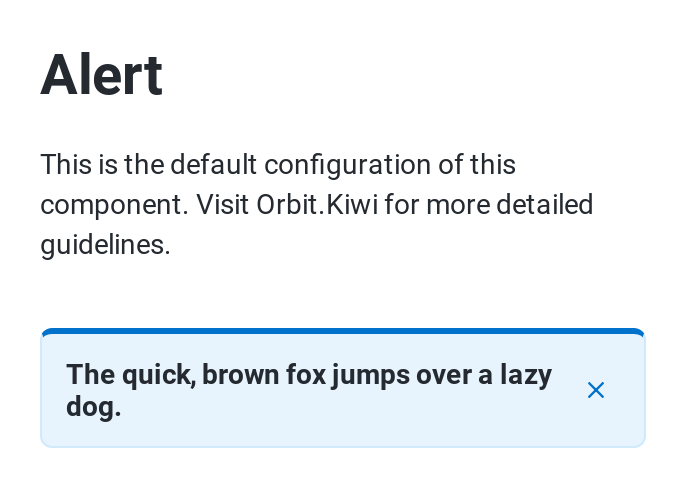 Alert
This is the default configuration of this
component. Visit Orbit.Kiwi for more detailed
guidelines.
The quick, brown fox jumps over a lazy
dog.